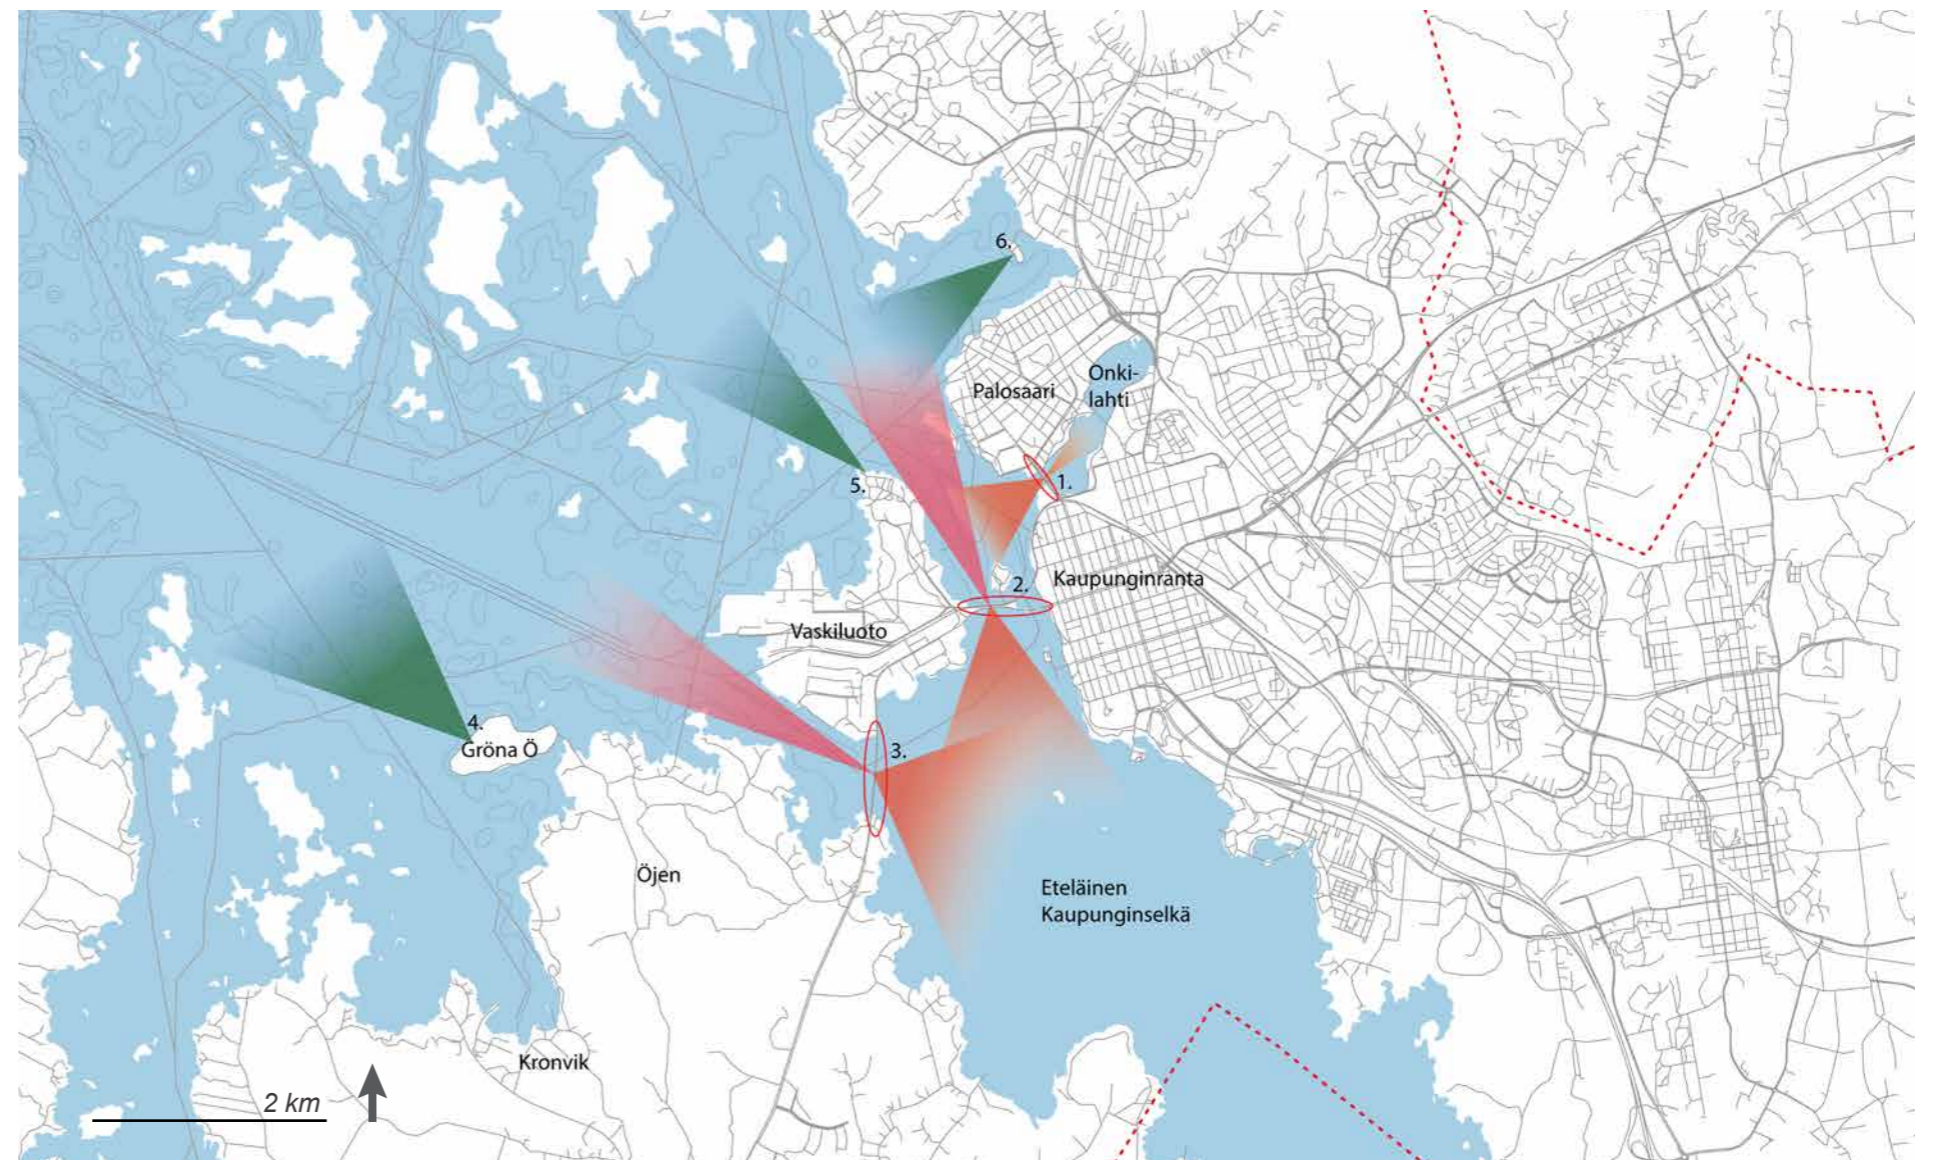 6.
Palosaari
Onki-
lahti
5.
1.
2.
Kaupunginranta
Vaskiluoto
4.
Gröna Ö
3.
Öjen
Eteläinen
Kaupunginselkä
Kronvik
2 km